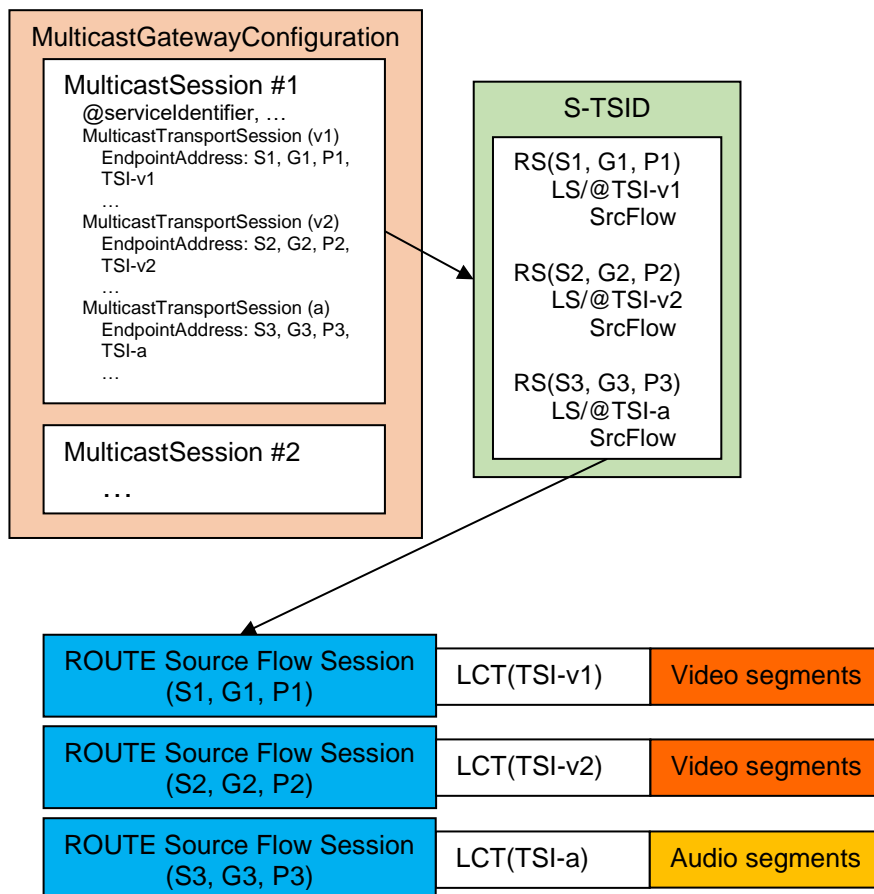 MulticastGatewayConfiguration
MulticastSession #1
@serviceIdentifier, …
MulticastTransportSession (v1)
EndpointAddress: S1, G1, P1,
TSI-v1
…
MulticastTransportSession (v2)
EndpointAddress: S2, G2, P2,
TSI-v2
…
MulticastTransportSession (a)
EndpointAddress: S3, G3, P3,
TSI-a
…
MulticastSession #2
…
S-TSID
RS(S1, G1, P1)
LS/@TSI-v1
SrcFlow
RS(S2, G2, P2)
LS/@TSI-v2
SrcFlow
RS(S3, G3, P3)
LS/@TSI-a
SrcFlow
ROUTE Source Flow Session
(S1, G1, P1)
LCT(TSI-v1)
Video segments
ROUTE Source Flow Session
(S2, G2, P2)
LCT(TSI-v2)
Video segments
ROUTE Source Flow Session
(S3, G3, P3)
LCT(TSI-a)
Audio segments